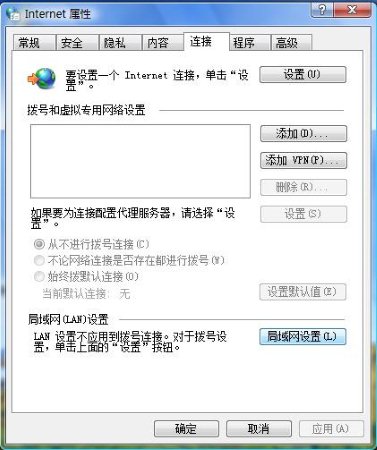 Internet 属性
常规 安全 隐私 内容 连接 程序 高级
要设置一个 Internet 连接，单击“设
置”。
设置(U)
拨号和虚拟专用网络设置
添加(D)...
添加 VPN(P)...
删除(R)...
如果要为连接配置代理服务器，请选择“设
置”。
设置(S)
从不进行拨号连接(C)
不论网络连接是否存在都进行拨号(W)
始终拨默认连接(O)
当前默认连接: 无
设置默认值(E)
局域网(LAN)设置
LAN 设置不应用到拨号连接。对于拨号设
置，单击上面的“设置”按钮。
局域网设置(L)
确定 取消 应用(A)